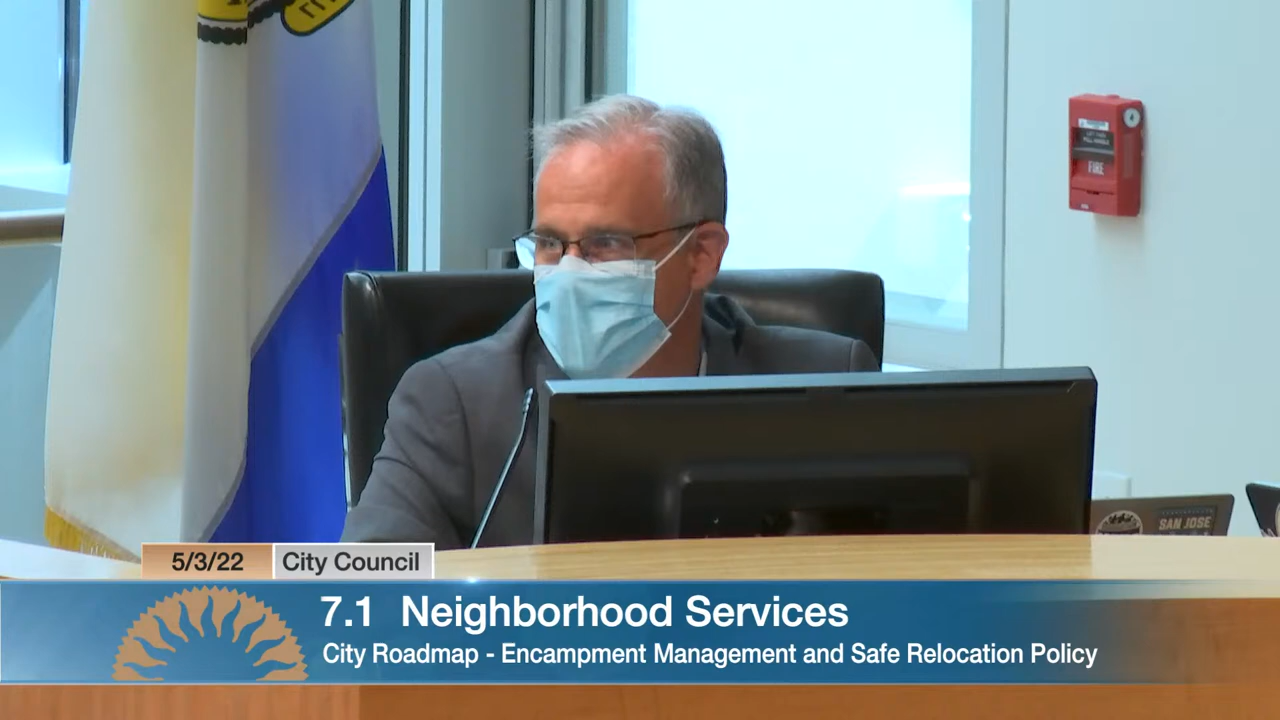 FIRE
SAN JOSE
5/3/22 City Council
7.1 Neighborhood Services
City Roadmap - Encampment Management and Safe Relocation Policy